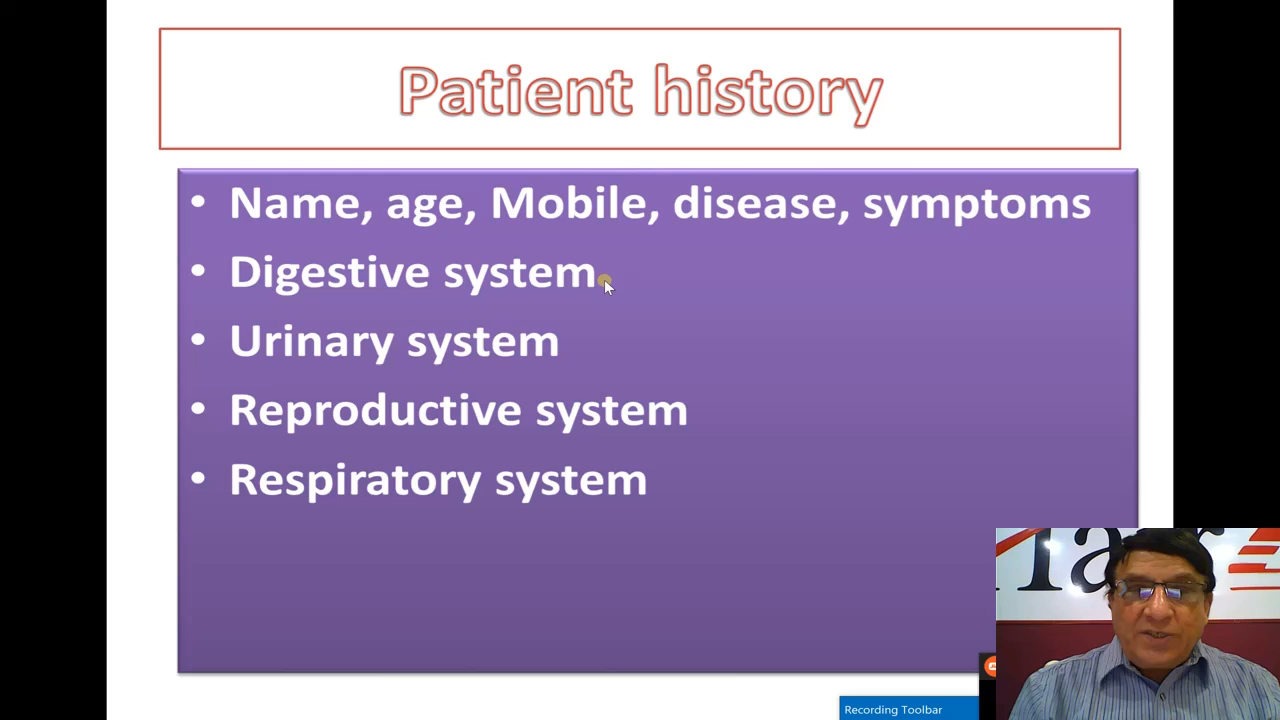 Patient history
• Name, age, Mobile, disease, symptoms
• Digestive system
• Urinary system
• Reproductive system
• Respiratory system
Recording Toolbar